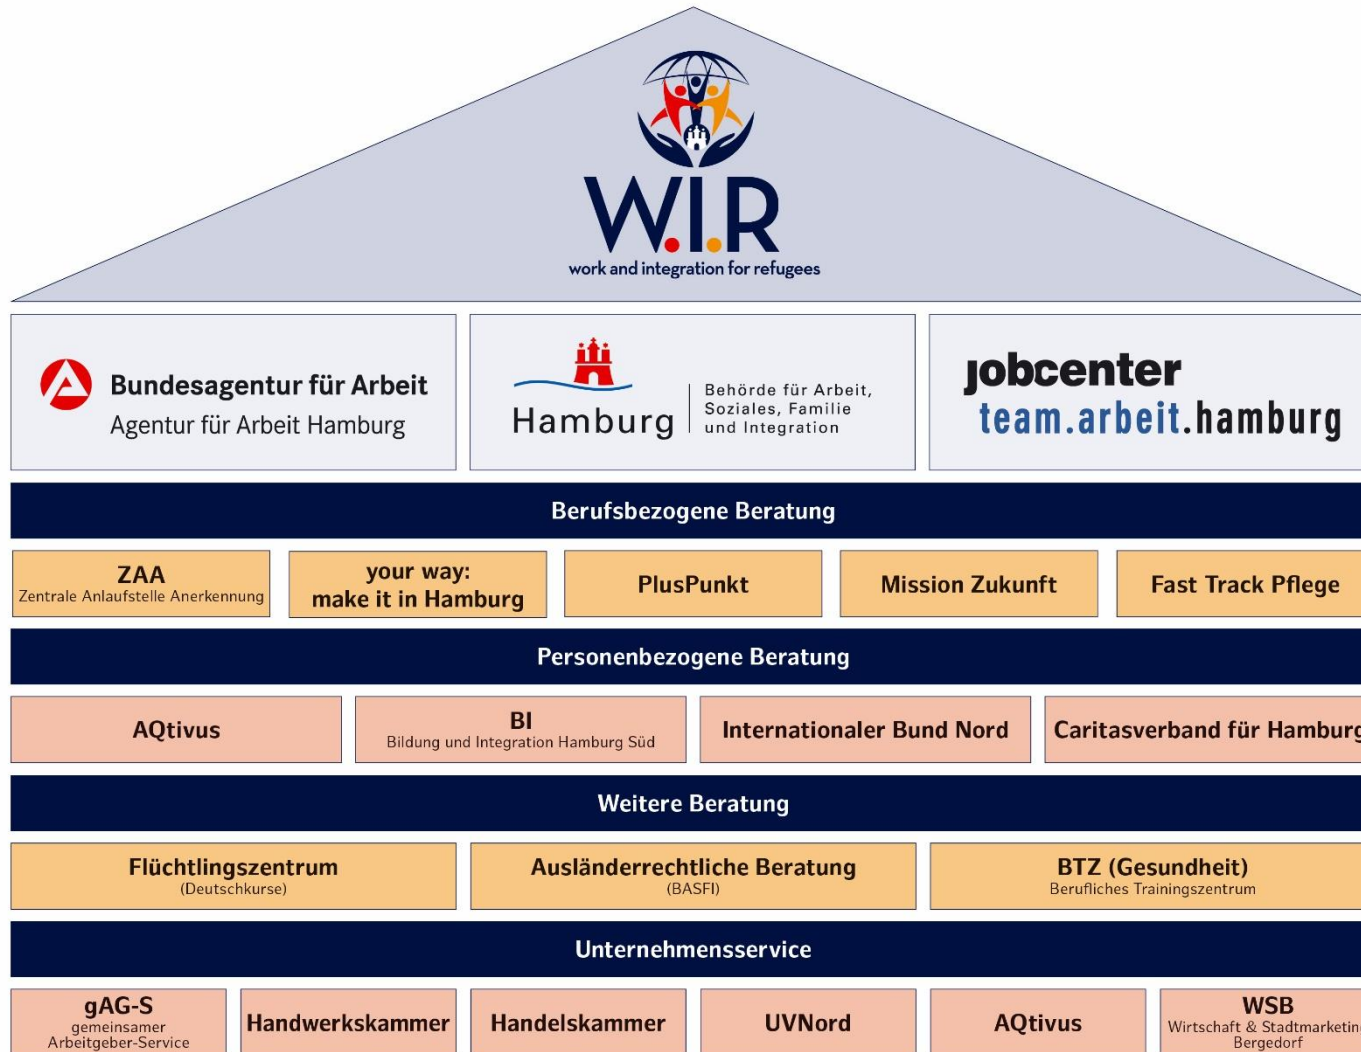 W.I.R
work and integration for refugees
Bundesagentur für Arbeit
Agentur für Arbeit Hamburg
Hamburg
Behörde für Arbeit,
Soziales, Familie
und Integration
jobcenter
team.arbeit.hamburg
Berufsbezogene Beratung
ZAA
Zentrale Anlaufstelle Anerkennung
your way:
make it in Hamburg
PlusPunkt
Mission Zukunft
Fast Track Pflege
Personenbezogene Beratung
AQtivus
BI
Bildung und Integration Hamburg Süd
Internationaler Bund Nord
Caritasverband für Hamburg
Weitere Beratung
Flüchtlingszentrum
(Deutschkurse)
Ausländerrechtliche Beratung
(BASFI)
BTZ (Gesundheit)
Berufliches Trainingszentrum
Unternehmensservice
gAG-S
gemeinsamer
Arbeitgeber-Service
Handwerkskammer
Handelskammer
UVNord
AQtivus
WSB
Wirtschaft & Stadtmarketing
Bergedorf